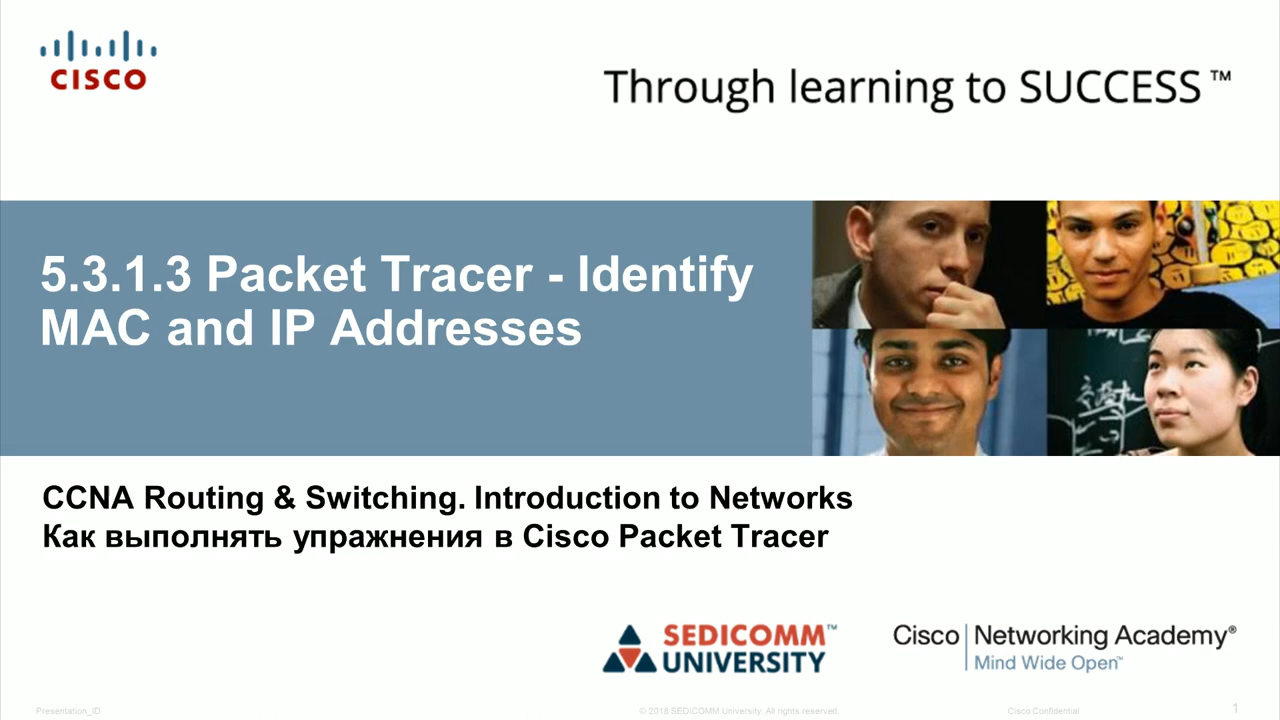 CISCO
Through learning to SUCCESS™
5.3.1.3 Packet Tracer - Identify
MAC and IP Addresses
CCNA Routing & Switching. Introduction to Networks
Как выполнять упражнения в Cisco Packet Tracer
SEDICOMM™
UNIVERSITY
Cisco Networking Academy®
Mind Wide Open™
Presentation_ID
© 2018 SEDICOMM University. All rights reserved.
Cisco Confidential
1